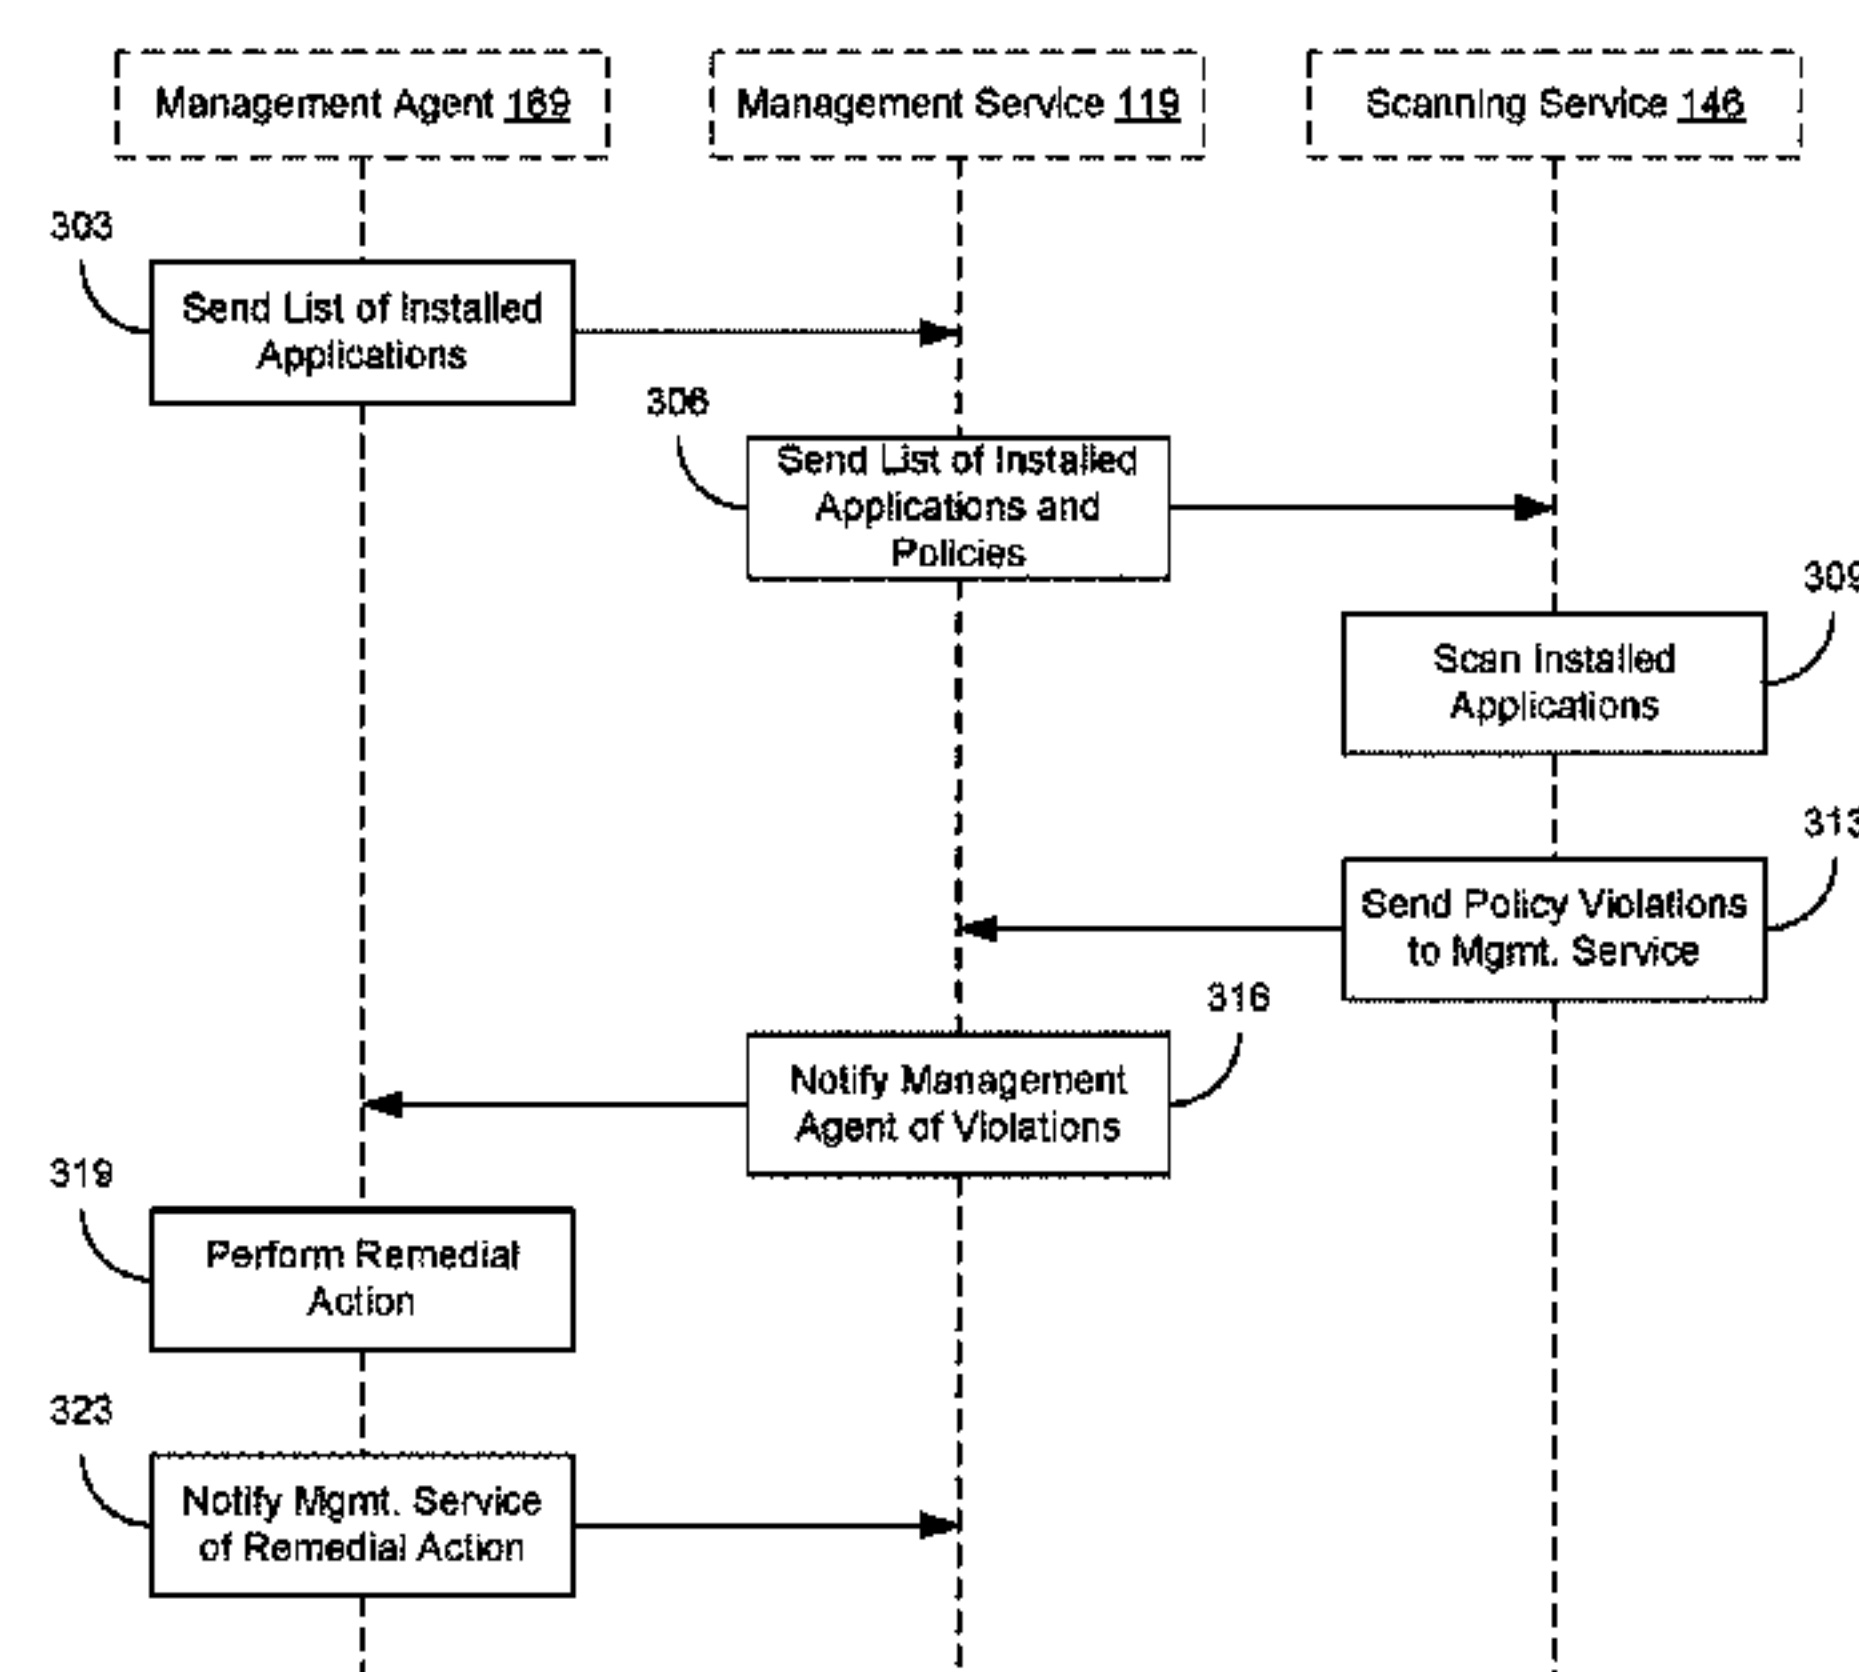 Management Agent 169
Management Service 119
Scanning Service 146
303
Send List of Installed
Applications
306
Send List of Installed
Applications and
Policies
309
Scan Installed
Applications
313
Send Policy Violations
to Mgmt. Service
316
Notify Management
Agent of Violations
319
Perform Remedial
Action
323
Notify Mgmt. Service
of Remedial Action